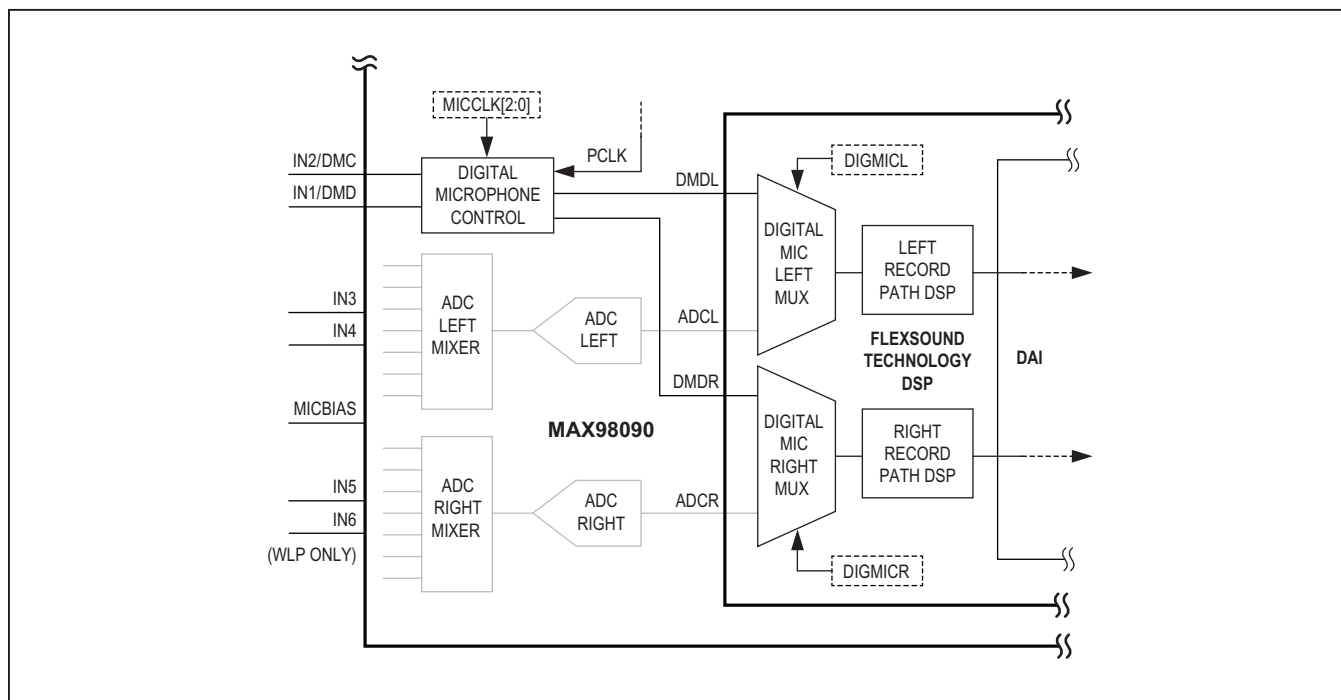 MICCLK[2:0]
PCLK
IN2/DMC
IN1/DMD
DIGITAL
MICROPHONE
CONTROL
DMDL
DIGMICL
DIGITAL
MIC
LEFT
MUX
LEFT
RECORD
PATH DSP
IN3
IN4
ADC
LEFT
MIXER
ADC
LEFT
ADCL
FLEXSOUND
TECHNOLOGY
DSP
DAI
DMDR
MICBIAS
MAX98090
DIGITAL
MIC
RIGHT
MUX
RIGHT
RECORD
PATH DSP
IN5
IN6
(WLP ONLY)
ADC
RIGHT
MIXER
ADC
RIGHT
ADCR
DIGMICR